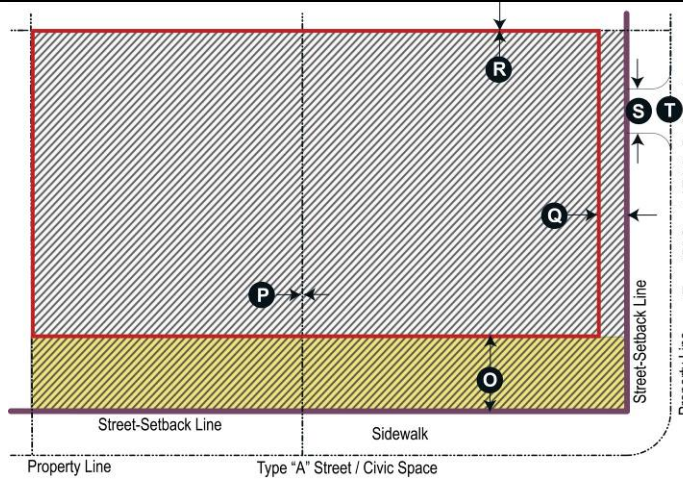 R
S T
Q
P
Street-Setback Line
O
Street-Setback Line
Sidewalk
Property Line
Type "A" Street / Civic Space